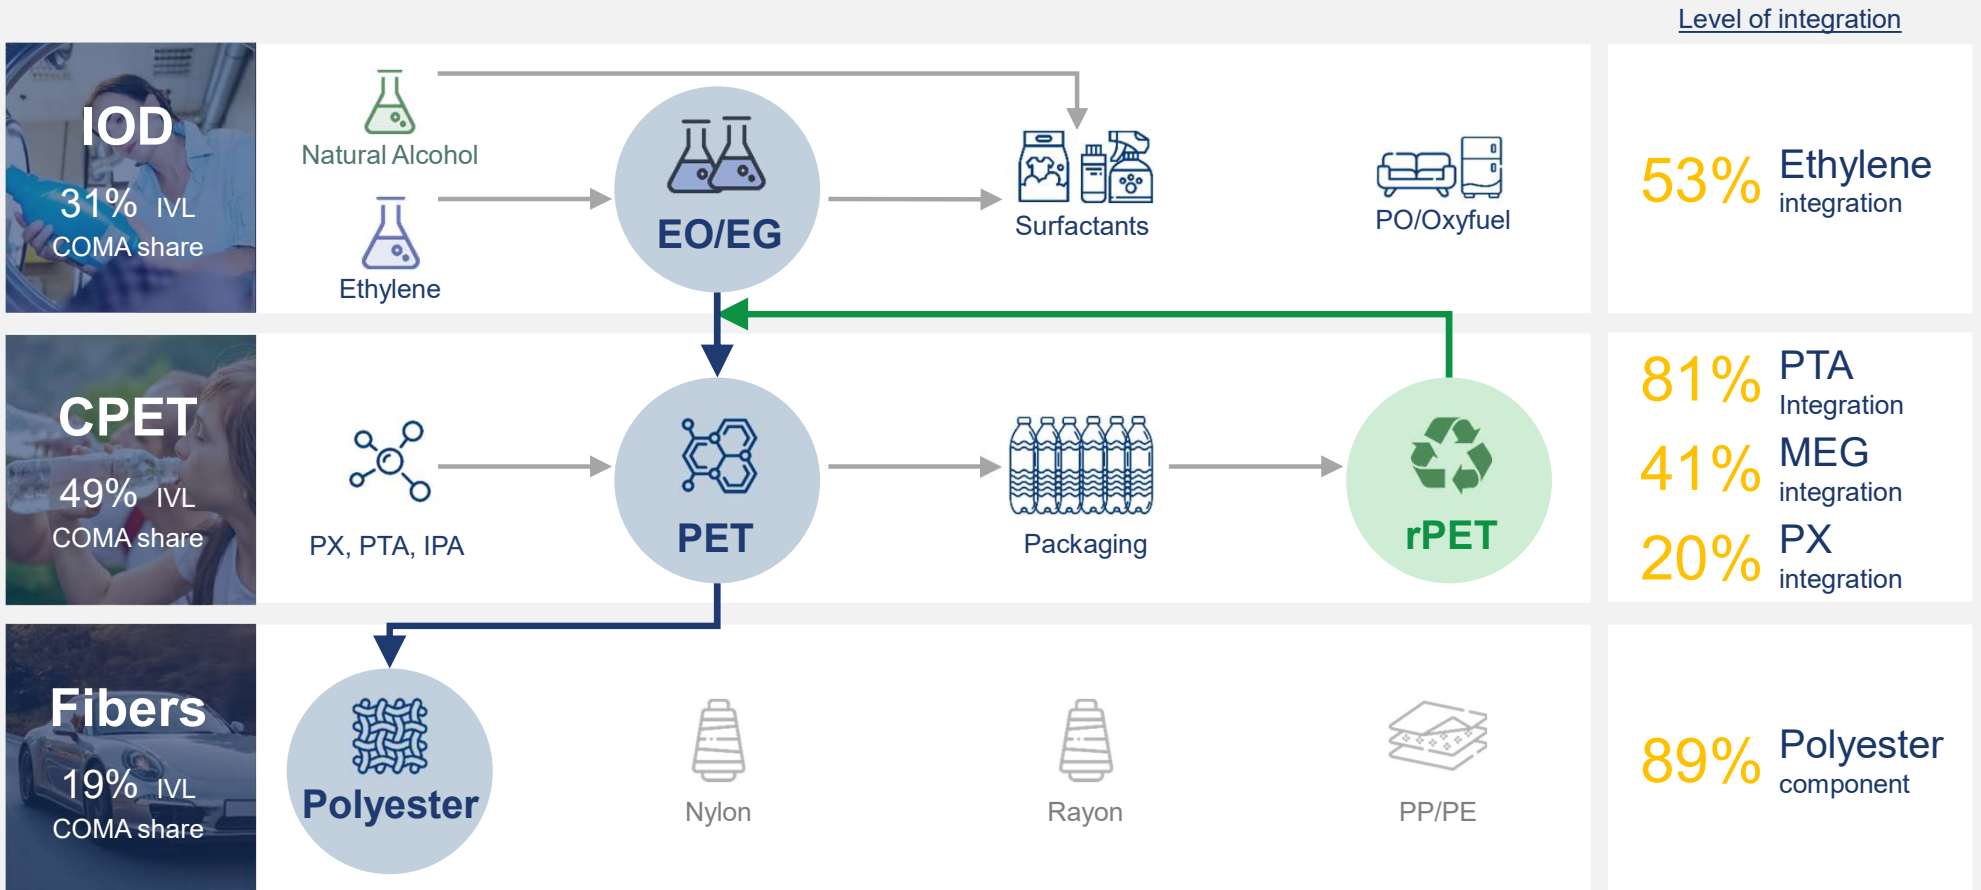 Level of integration
IOD
31% IVL
COMA share
Natural Alcohol
Ethylene
EO/EG
Surfactants
PO/Oxyfuel
53% Ethylene
integration
CPET
49% IVL
COMA share
PX, PTA, IPA
PET
Packaging
rPET
81% PTA
Integration
41% MEG
integration
20% PX
integration
Fibers
19% IVL
COMA share
Polyester
Nylon
Rayon
PP/PE
89% Polyester
component